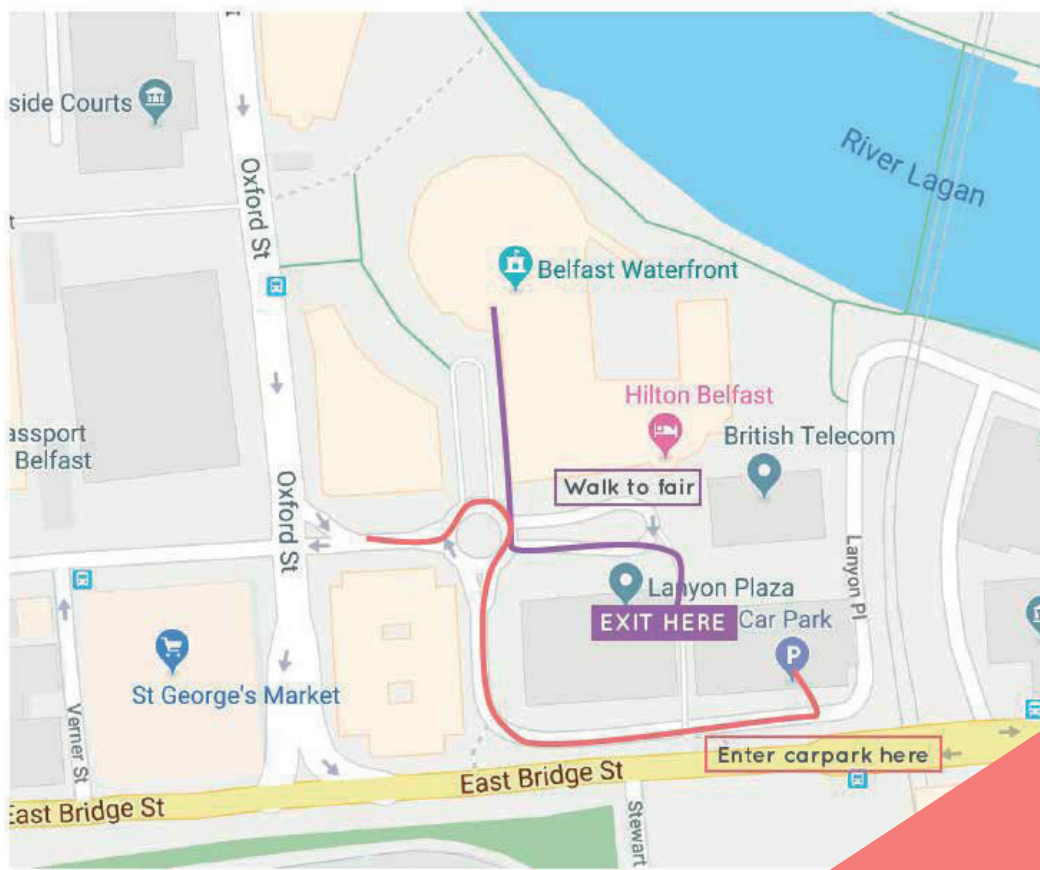 side Courts
River Lagan
Oxford St
Belfast Waterfront
Hilton Belfast
British Telecom
assport
Belfast
Walk to fair
Oxford St
Lanyon Pl
Lanyon Plaza
EXIT HERE
Car Park
P
St George's Market
Verner St
Enter carpark here
East Bridge St
East Bridge St
Stewart